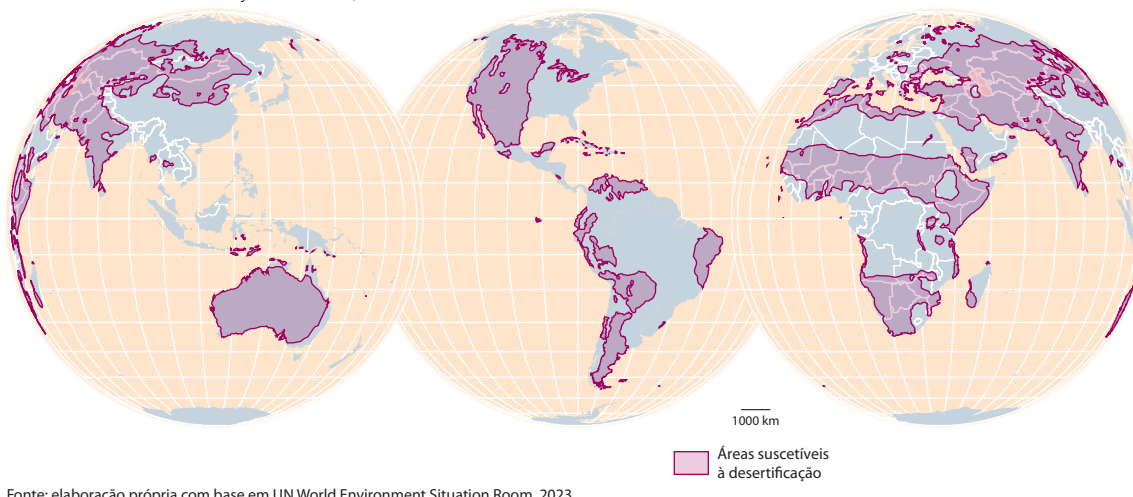 1000 km
Áreas suscetíveis
à desertificação
Fonte: elaboração própria com base em UN World Environment Situation Room, 2023